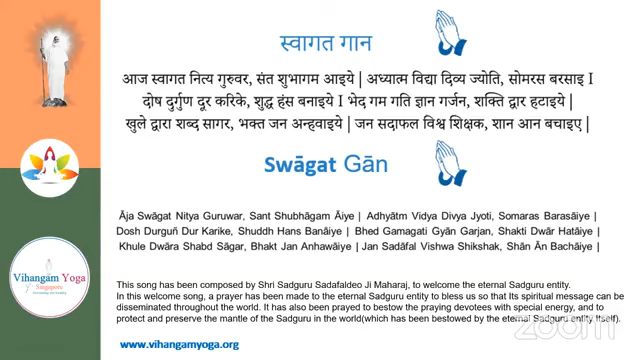 स्वागत गान
आज स्वागत नित्य गुरुवर, संत शुभागम आइये | अध्यात्म विद्या दिव्य ज्योति, सोमरस बरसाइ I
दोष दुर्गुण दूर करिके, शुद्ध हंस बनाइये I भेद गम गति ज्ञान गर्जन, शक्ति द्वार हटाइये |
खुले द्वारा शब्द सागर, भक्त जन अन्हवाइये | जन सदाफल विश्व शिक्षक, शान आन बचाइए |
Swāgat Gān
Āja Swāgat Nitya Guruwar, Sant Shubhāgam Āiye | Adhyātm Vidya Divya Jyoti, Somaras Barasāiye |
Dosh Durguñ Dur Karike, Shuddh Hans Banāiye | Bhed Gamagati Gyān Garjan, Shakti Dwār Hatāiye |
Khule Dwāra Shabd Sāgar, Bhakt Jan Anhawāiye | Jan Sadāfal Vishwa Shikshak, Shān Ān Bachāiye |
Vihangam Yoga
Singapore
This song has been composed by Shri Sadguru Sadafaldeo Ji Maharaj, to welcome the eternal Sadguru entity.
In this welcome song, a prayer has been made to the eternal Sadguru entity to bless us so that Its spiritual message can be
disseminated throughout the world. It has also been prayed to bestow the praying devotees with special energy, and to
protect and preserve the mantle of the Sadguru in the world(which has been bestowed by the eternal Sadguru entity Itself).
zoom
www.vihangamyoga.org